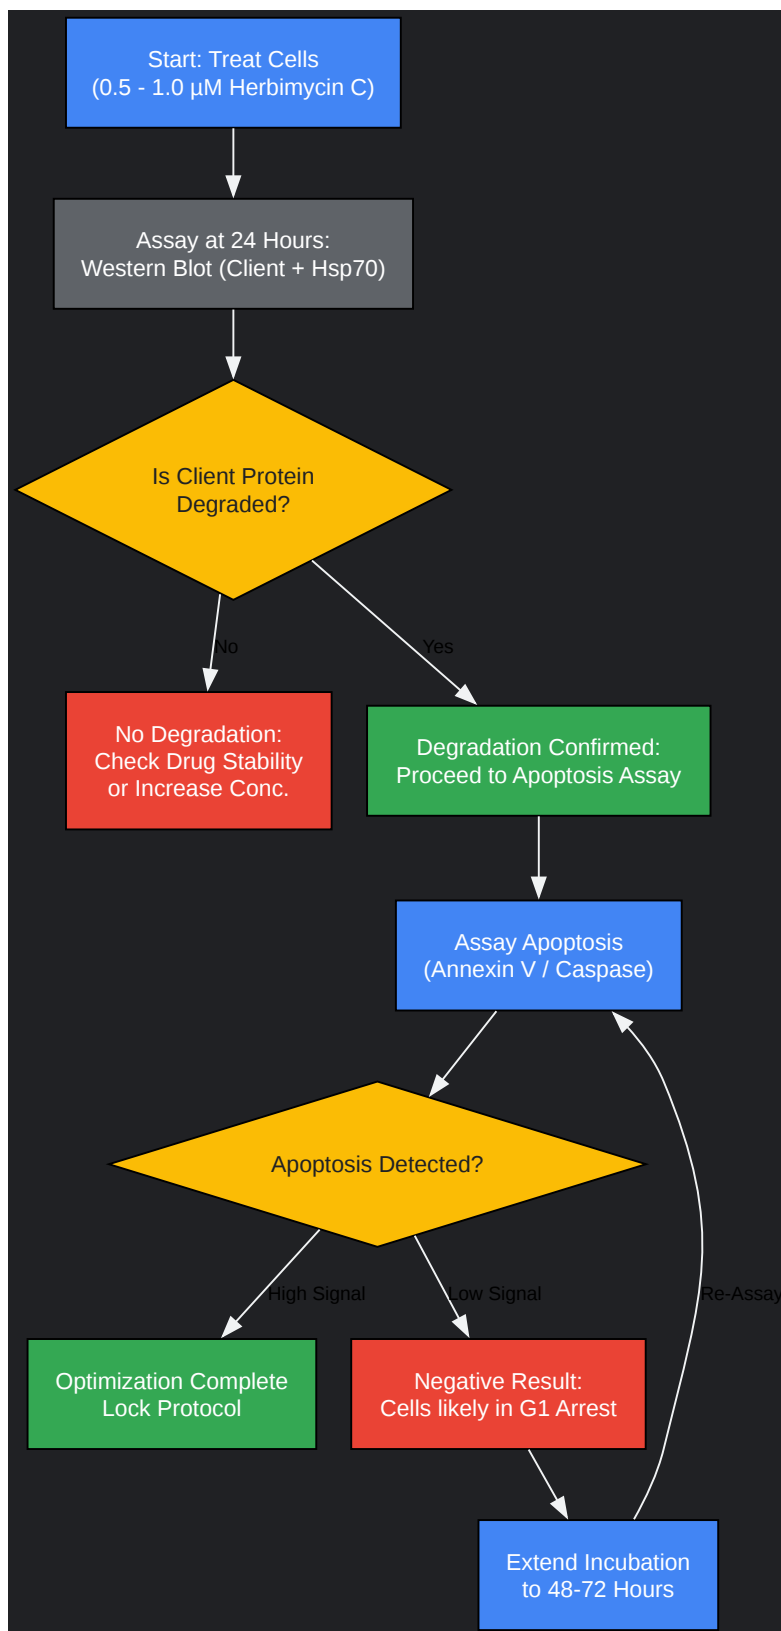 Start: Treat Cells
(0.5 - 1.0 µM Herbimycin C)
Assay at 24 Hours:
Western Blot (Client + Hsp70)
Is Client Protein
Degraded?
No
Yes
No Degradation:
Check Drug Stability
or Increase Conc.
Degradation Confirmed:
Proceed to Apoptosis Assay
Assay Apoptosis
(Annexin V / Caspase)
Apoptosis Detected?
High Signal
Low Signal
Re-Assay
Optimization Complete
Lock Protocol
Negative Result:
Cells likely in G1 Arrest
Extend Incubation
to 48-72 Hours